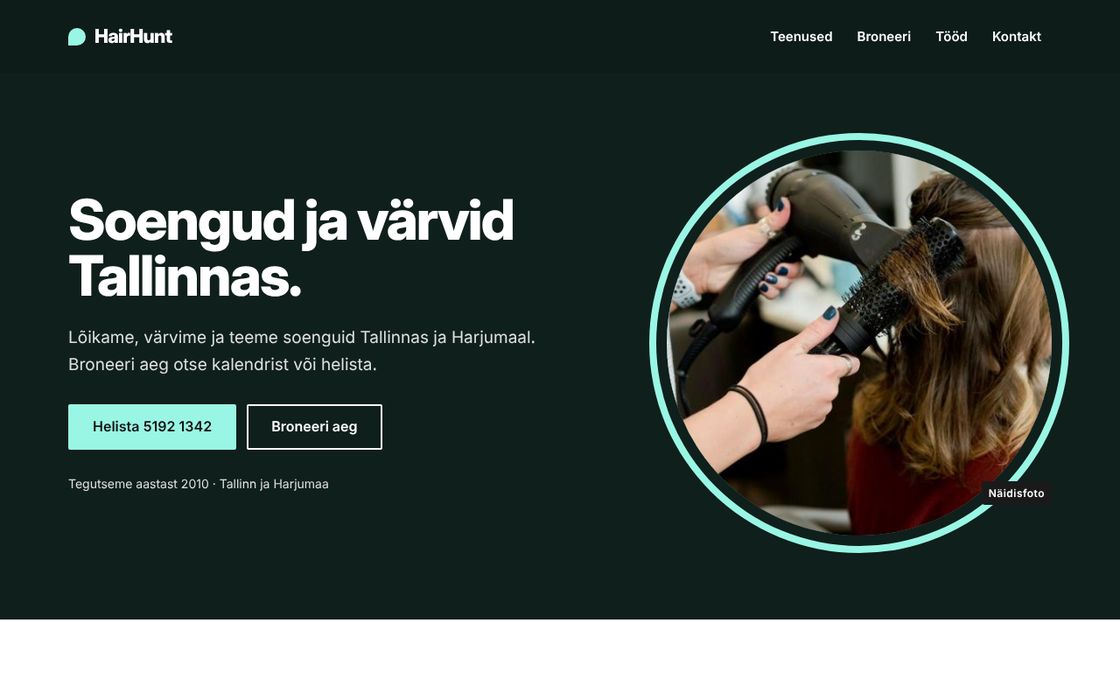 HairHunt
Teenused Broneeri Tööd Kontakt
Soengud ja värvid
Tallinnas.
Lõikame, värvime ja teeme soenguid Tallinnas ja Harjumaal.
Broneeri aeg otse kalendrist või helista.
Helista 5192 1342
Broneeri aeg
Tegutseme aastast 2010 · Tallinn ja Harjumaa
Näidisfoto